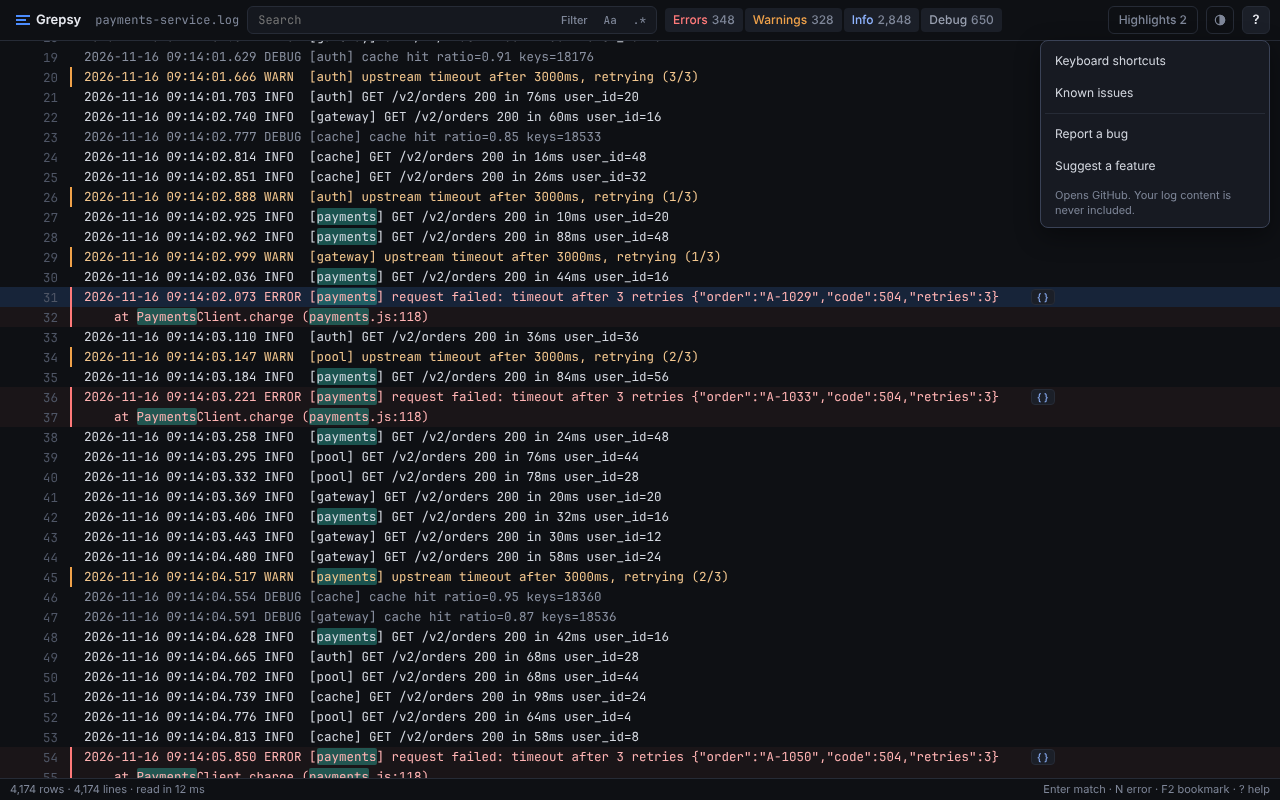 Grepsy payments-service.log Search Filter Aa .* Errors 348 Warnings 328 Info 2,848 Debug 650 Highlights 2 ?
Keyboard shortcuts
Known issues
Report a bug
Suggest a feature
Opens GitHub. Your log content is
never included.
19 2026-11-16 09:14:01.629 DEBUG [auth] cache hit ratio=0.91 keys=18176
20 2026-11-16 09:14:01.666 WARN [auth] upstream timeout after 3000ms, retrying (3/3)
21 2026-11-16 09:14:01.703 INFO [auth] GET /v2/orders 200 in 76ms user_id=20
22 2026-11-16 09:14:02.740 INFO [gateway] GET /v2/orders 200 in 60ms user_id=16
23 2026-11-16 09:14:02.777 DEBUG [cache] cache hit ratio=0.85 keys=18533
24 2026-11-16 09:14:02.814 INFO [cache] GET /v2/orders 200 in 16ms user_id=48
25 2026-11-16 09:14:02.851 INFO [cache] GET /v2/orders 200 in 26ms user_id=32
26 2026-11-16 09:14:02.888 WARN [auth] upstream timeout after 3000ms, retrying (1/3)
27 2026-11-16 09:14:02.925 INFO [payments] GET /v2/orders 200 in 10ms user_id=20
28 2026-11-16 09:14:02.962 INFO [payments] GET /v2/orders 200 in 88ms user_id=48
29 2026-11-16 09:14:02.999 WARN [gateway] upstream timeout after 3000ms, retrying (1/3)
30 2026-11-16 09:14:02.036 INFO [payments] GET /v2/orders 200 in 44ms user_id=16
31 2026-11-16 09:14:02.073 ERROR [payments] request failed: timeout after 3 retries {"order":"A-1029","code":504,"retries":3} {}
32 at PaymentsClient.charge (payments.js:118)
33 2026-11-16 09:14:03.110 INFO [auth] GET /v2/orders 200 in 36ms user_id=36
34 2026-11-16 09:14:03.147 WARN [pool] upstream timeout after 3000ms, retrying (2/3)
35 2026-11-16 09:14:03.184 INFO [payments] GET /v2/orders 200 in 84ms user_id=56
36 2026-11-16 09:14:03.221 ERROR [payments] request failed: timeout after 3 retries {"order":"A-1033","code":504,"retries":3} {}
37 at PaymentsClient.charge (payments.js:118)
38 2026-11-16 09:14:03.258 INFO [payments] GET /v2/orders 200 in 24ms user_id=48
39 2026-11-16 09:14:03.295 INFO [pool] GET /v2/orders 200 in 76ms user_id=44
40 2026-11-16 09:14:03.332 INFO [pool] GET /v2/orders 200 in 78ms user_id=28
41 2026-11-16 09:14:03.369 INFO [gateway] GET /v2/orders 200 in 20ms user_id=20
42 2026-11-16 09:14:03.406 INFO [payments] GET /v2/orders 200 in 32ms user_id=16
43 2026-11-16 09:14:03.443 INFO [gateway] GET /v2/orders 200 in 30ms user_id=12
44 2026-11-16 09:14:04.480 INFO [gateway] GET /v2/orders 200 in 58ms user_id=24
45 2026-11-16 09:14:04.517 WARN [payments] upstream timeout after 3000ms, retrying (2/3)
46 2026-11-16 09:14:04.554 DEBUG [cache] cache hit ratio=0.95 keys=18360
47 2026-11-16 09:14:04.591 DEBUG [gateway] cache hit ratio=0.87 keys=18536
48 2026-11-16 09:14:04.628 INFO [payments] GET /v2/orders 200 in 42ms user_id=16
49 2026-11-16 09:14:04.665 INFO [auth] GET /v2/orders 200 in 68ms user_id=28
50 2026-11-16 09:14:04.702 INFO [pool] GET /v2/orders 200 in 68ms user_id=44
51 2026-11-16 09:14:04.739 INFO [cache] GET /v2/orders 200 in 98ms user_id=24
52 2026-11-16 09:14:04.776 INFO [pool] GET /v2/orders 200 in 64ms user_id=4
53 2026-11-16 09:14:04.813 INFO [cache] GET /v2/orders 200 in 58ms user_id=8
54 2026-11-16 09:14:05.850 ERROR [payments] request failed: timeout after 3 retries {"order":"A-1050","code":504,"retries":3} {}
55 at PaymentsClient.charge (payments.js:118)
4,174 rows · 4,174 lines · read in 12 ms Enter match · N error · F2 bookmark · ? help